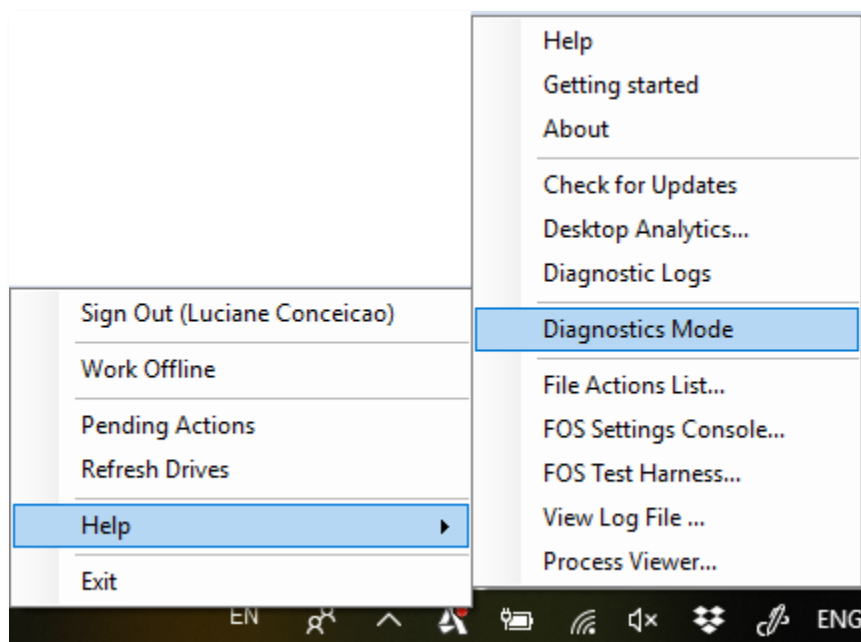 Help
Getting started
About
Check for Updates
Desktop Analytics...
Diagnostic Logs
Diagnostics Mode
File Actions List...
FOS Settings Console...
FOS Test Harness...
View Log File ...
Process Viewer...
Sign Out (Luciane Conceicao)
Work Offline
Pending Actions
Refresh Drives
Help
Exit
EN
ENG